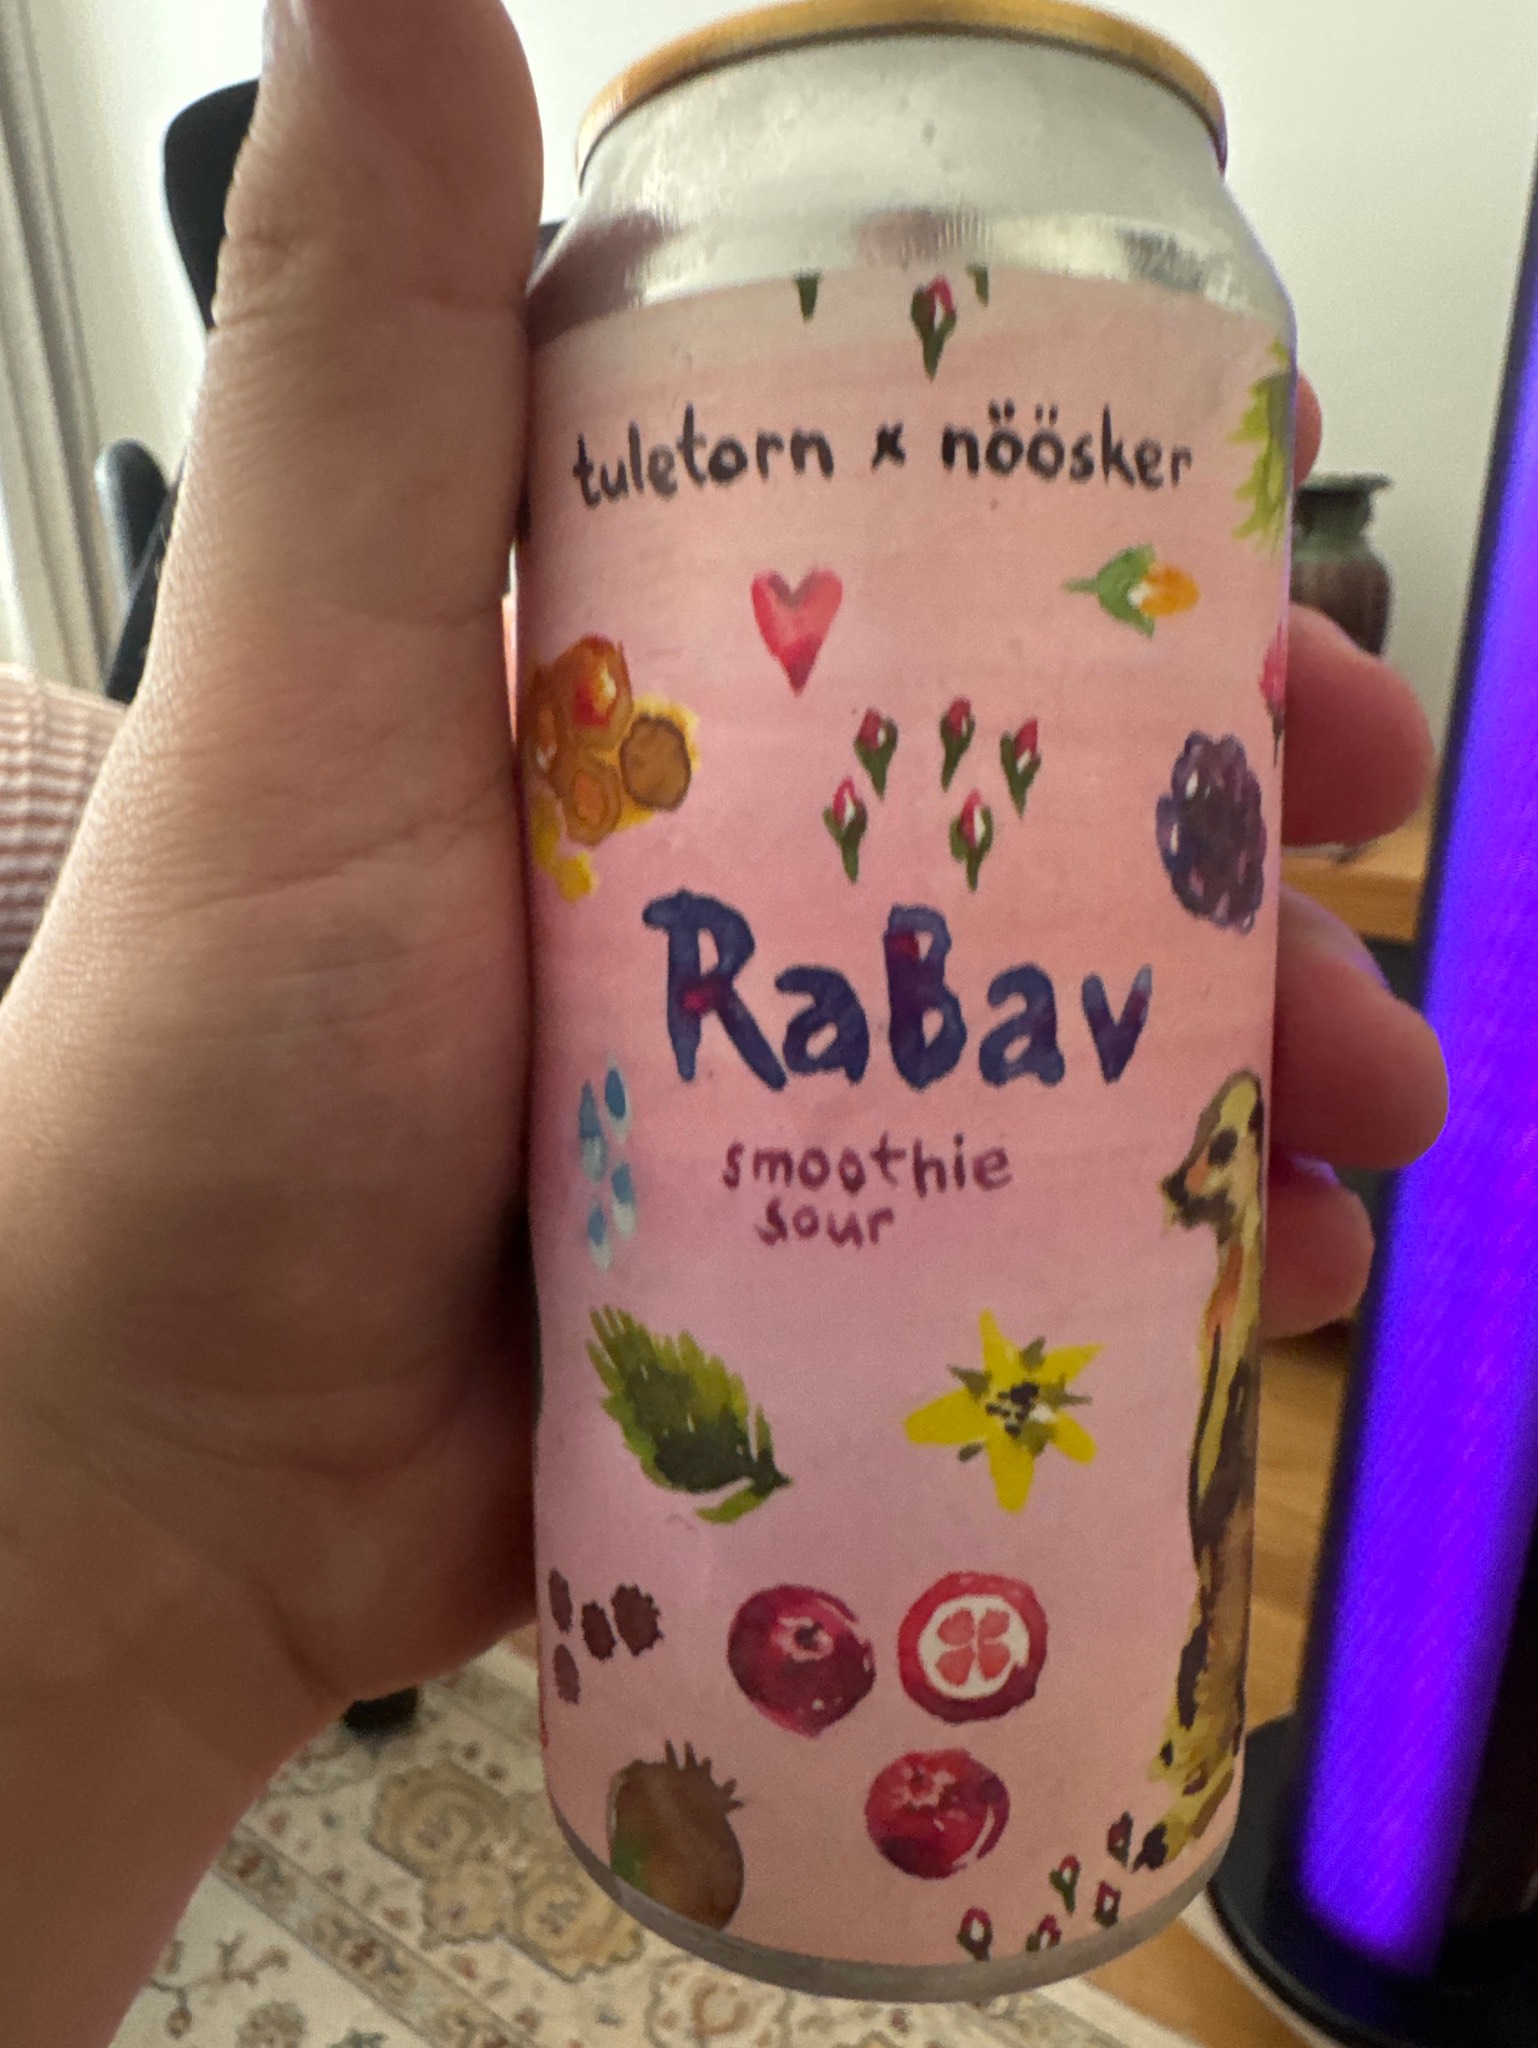 tuletorn x nöösker
RaBav
smoothie
sour